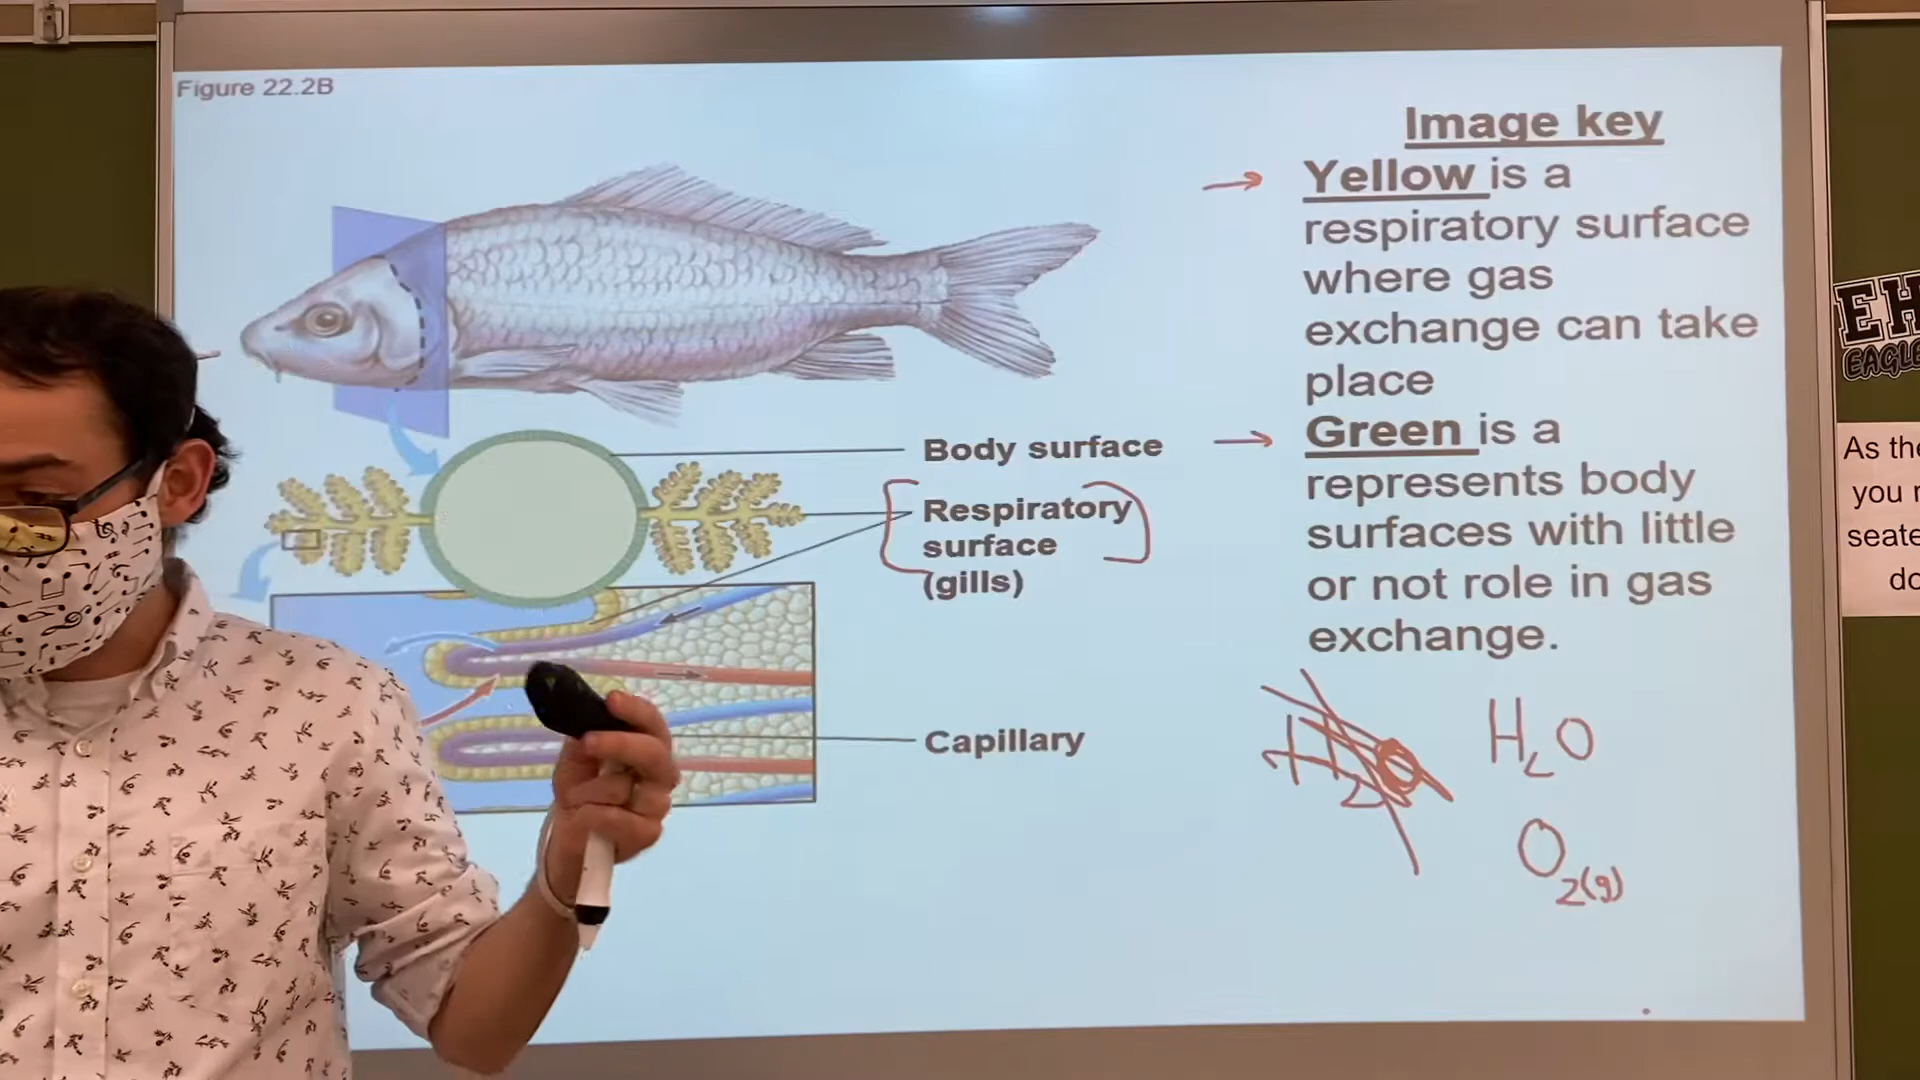 Figure 22.2B
Image key
Yellow is a
respiratory surface
where gas
exchange can take
place
Green is a
represents body
surfaces with little
or not role in gas
exchange.
Body surface
Respiratory
surface
(gills)
Capillary
H2O
H2O
O2(g)
EH
EAGLE
As the
you
seate
do